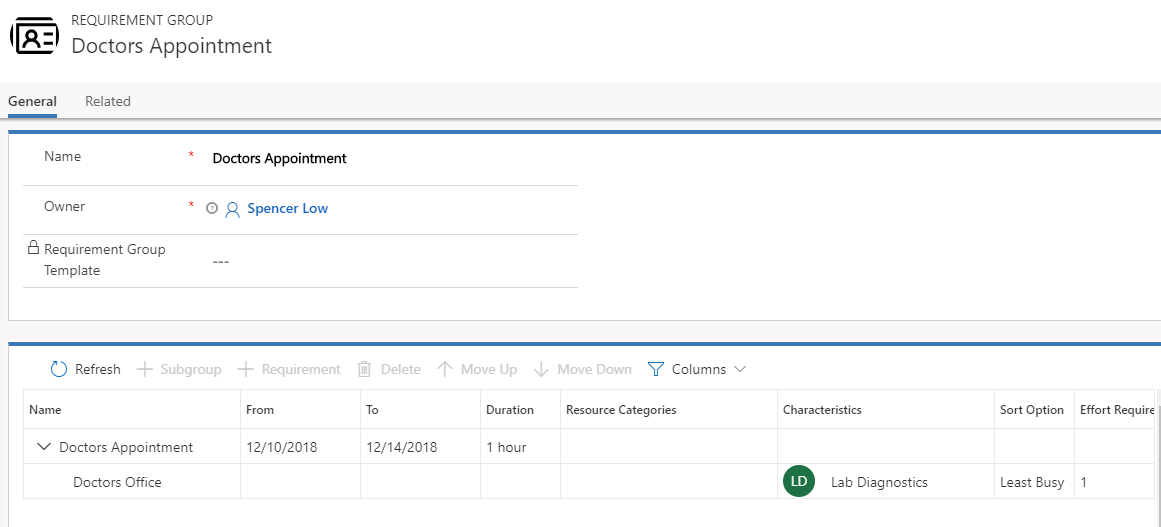 REQUIREMENT GROUP
Doctors Appointment
General Related
Name * Doctors Appointment
Owner * Spencer Low
Requirement Group
Template ---
Refresh Subgroup Requirement Delete Move Up Move Down Columns
Name From To Duration Resource Categories Characteristics Sort Option Effort Require
Doctors Appointment 12/10/2018 12/14/2018 1 hour
Doctors Office LD Lab Diagnostics Least Busy 1